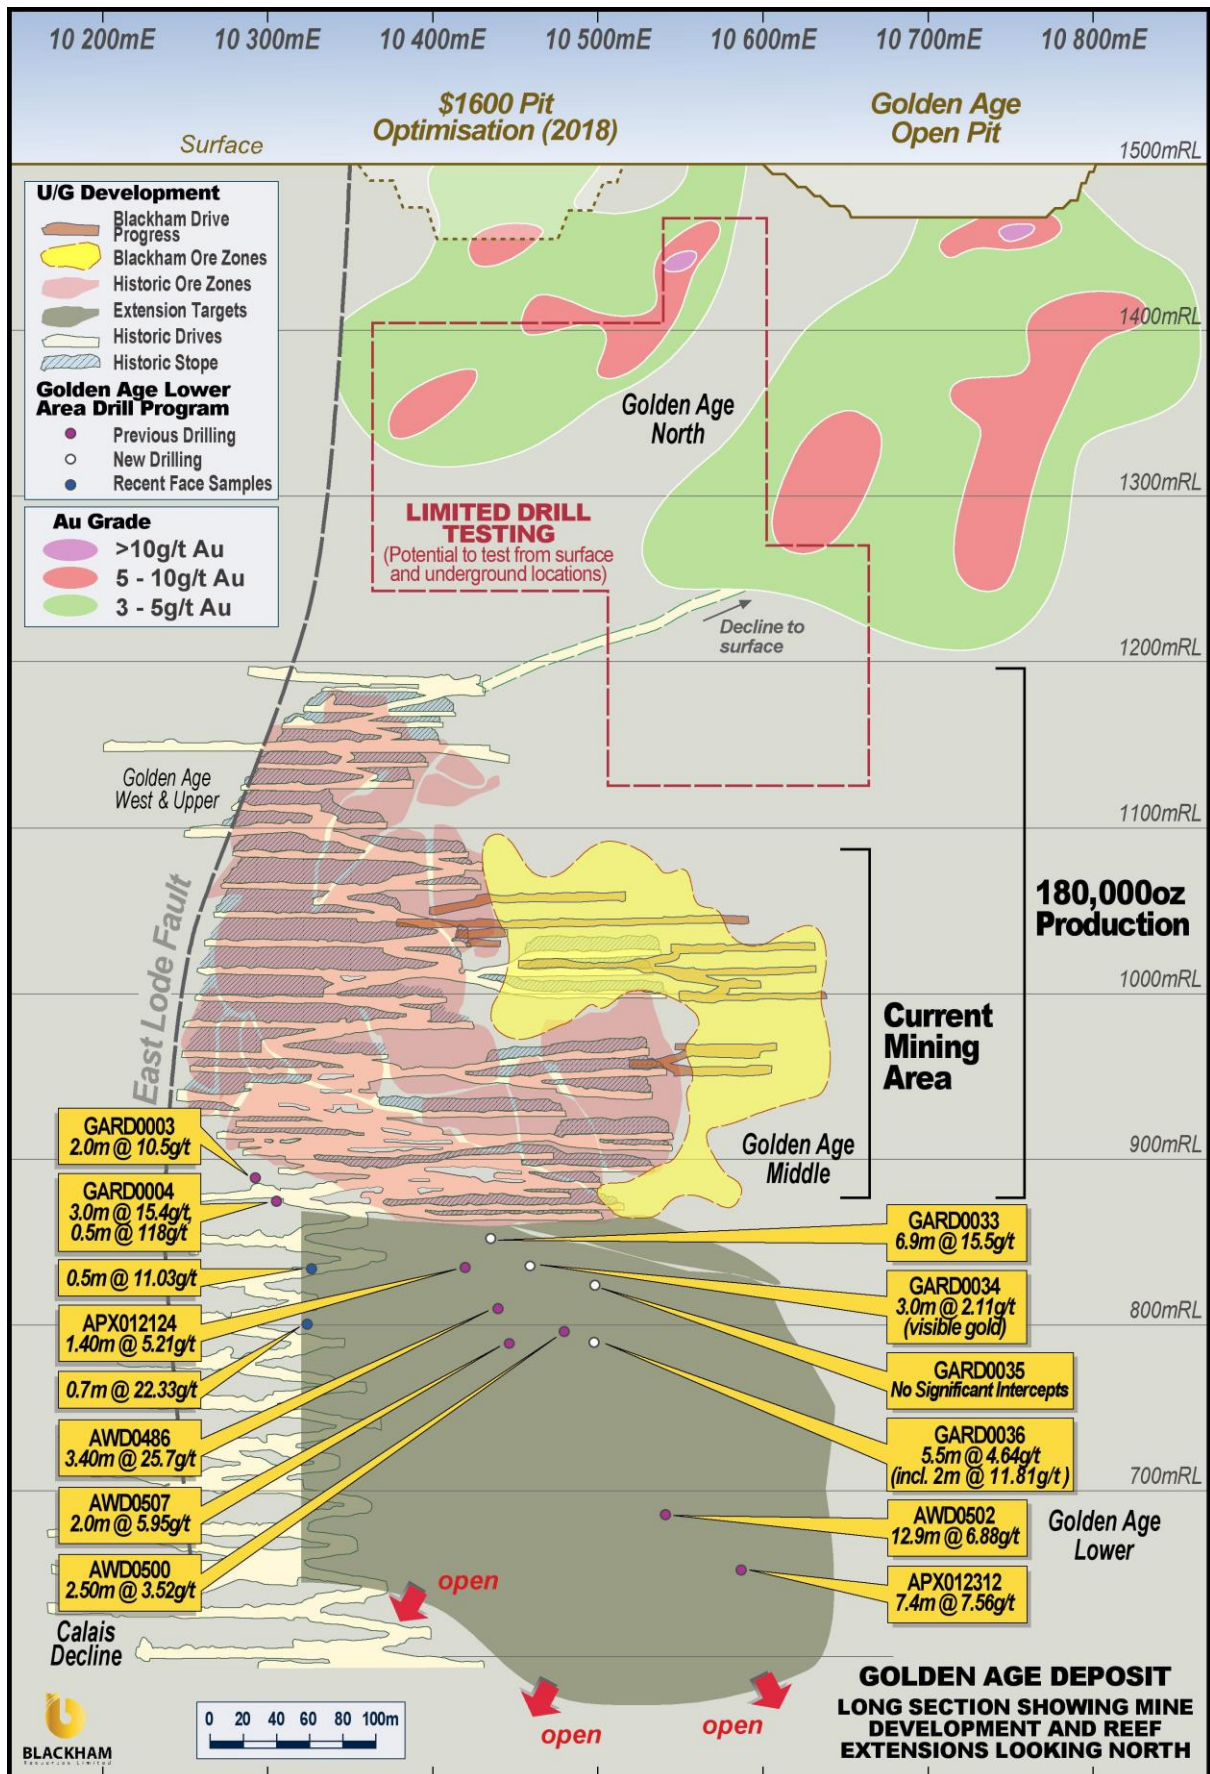 10 200mE
10 300mE
10 400mE
10 500mE
10 600mE
10 700mE
10 800mE
$1600 Pit
Optimisation (2018)
Golden Age
Open Pit
Surface
1500mRL
U/G Development
Blackham Drive
Progress
Blackham Ore Zones
Historic Ore Zones
Extension Targets
Historic Drives
Historic Stope
Golden Age Lower
Area Drill Program
Previous Drilling
New Drilling
Recent Face Samples
Au Grade
>10g/t Au
5 - 10g/t Au
3 - 5g/t Au
1400mRL
Golden Age
North
1300mRL
LIMITED DRILL
TESTING
(Potential to test from surface
and underground locations)
Decline to
surface
1200mRL
Golden Age
West & Upper
1100mRL
180,000oz
Production
East Lode Fault
1000mRL
Current
Mining
Area
Golden Age
Middle
900mRL
GARD0003
2.0m @ 10.5g/t
GARD0004
3.0m @ 15.4g/t,
0.5m @ 118g/t
0.5m @ 11.03g/t
APX012124
1.40m @ 5.21g/t
0.7m @ 22.33g/t
AWD0486
3.40m @ 25.7g/t
AWD0507
2.0m @ 5.95g/t
AWD0500
2.50m @ 3.52g/t
GARD0033
6.9m @ 15.5g/t
GARD0034
3.0m @ 2.11g/t
(visible gold)
800mRL
GARD0035
No Significant Intercepts
GARD0036
5.5m @ 4.64g/t
(incl. 2m @ 11.81g/t )
700mRL
AWD0502
12.9m @ 6.88g/t
Golden Age
Lower
APX012312
7.4m @ 7.56g/t
open
open
open
Calais
Decline
BLACKHAM
Resources Limited
0 20 40 60 80 100m
GOLDEN AGE DEPOSIT
LONG SECTION SHOWING MINE
DEVELOPMENT AND REEF
EXTENSIONS LOOKING NORTH